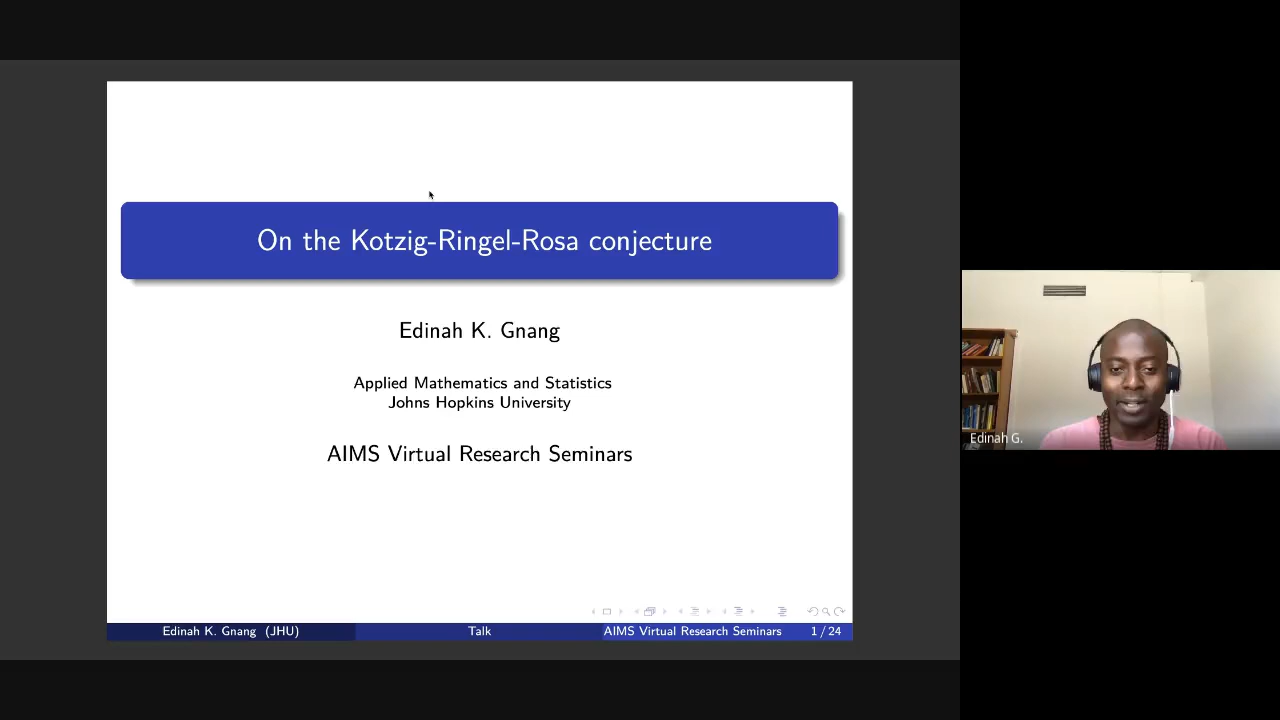 On the Kotzig-Ringel-Rosa conjecture
Edinah K. Gnang
Applied Mathematics and Statistics
Johns Hopkins University
AIMS Virtual Research Seminars
Edinah K. Gnang (JHU) Talk AIMS Virtual Research Seminars 1 / 24
Edinah G.